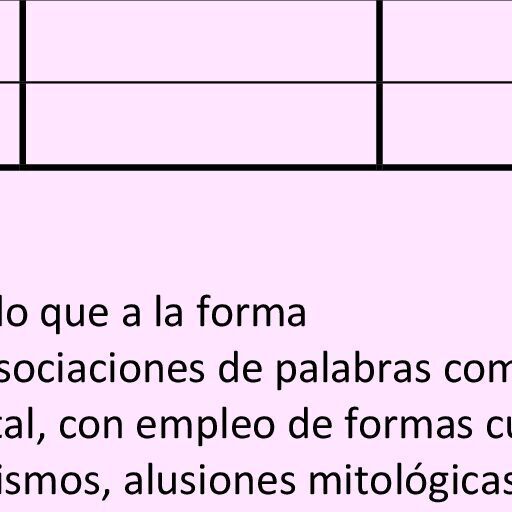 lo que a la forma
sociaciones de palabras com
tal, con empleo de formas cu
ismos, alusiones mitológicas